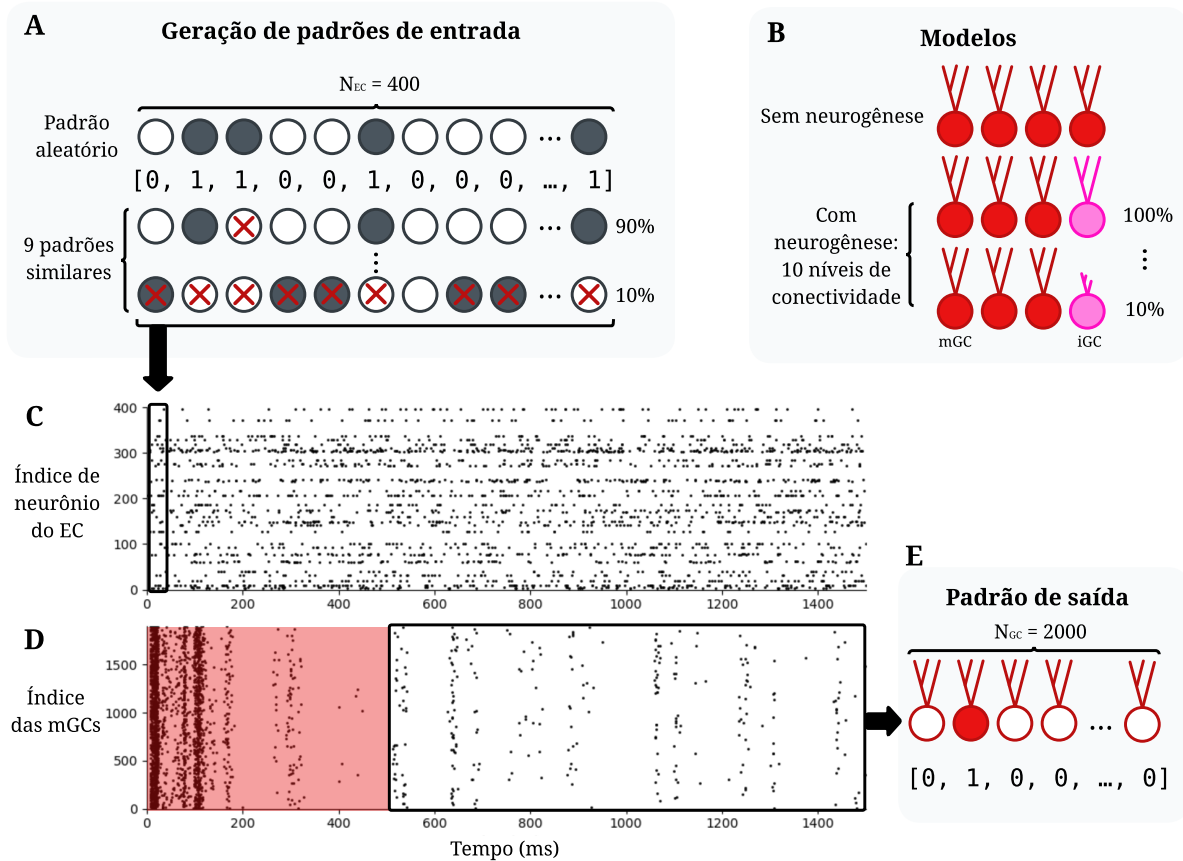 A
Geração de padrões de entrada
NEC = 400
Padrão
aleatório
[0, 1, 1, 0, 0, 1, 0, 0, 0, …, 1]
9 padrões
similares
90%
10%
B
Modelos
Sem neurogênese
Com
neurogênese:
10 níveis de
conectividade
100%
10%
mGC
iGC
C
Índice de
neurônio
do EC
400
300
200
100
0
0 200 400 600 800 1000 1200 1400
D
Índice
das mGCs
1500
1000
500
0
0 200 400 600 800 1000 1200 1400
Tempo (ms)
E
Padrão de saída
NGC = 2000
[0, 1, 0, 0, …, 0]